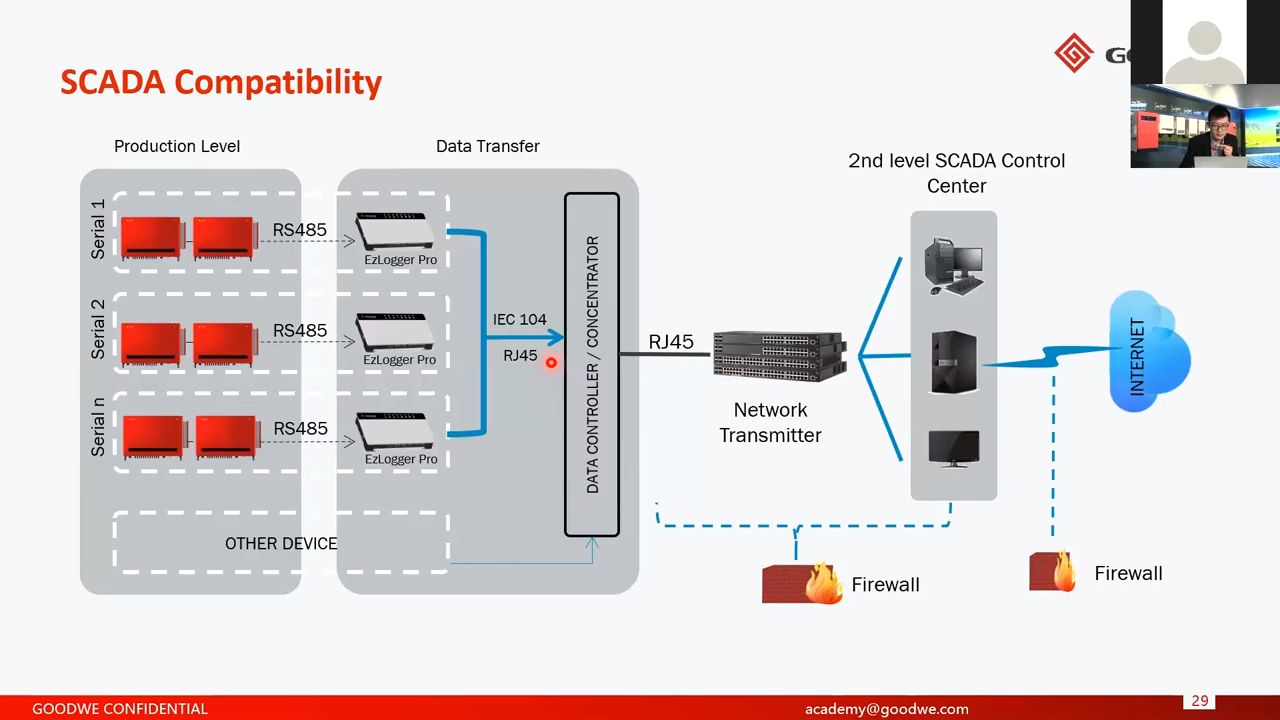 SCADA Compatibility
Production Level
Data Transfer
2nd level SCADA Control
Center
Serial 1
RS485
EzLogger Pro
Serial 2
RS485
EzLogger Pro
Serial n
RS485
EzLogger Pro
OTHER DEVICE
IEC 104
RJ45
DATA CONTROLLER / CONCENTRATOR
RJ45
Network
Transmitter
INTERNET
Firewall
Firewall
GOODWE CONFIDENTIAL
academy@goodwe.com
29